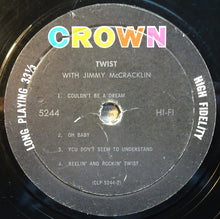 CROWN
TWIST
WITH JIMMY McCRACKLIN
LONG PLAYING 33⅓
5244
HI-FI
HIGH FIDELITY
1. COULDN'T BE A DREAM
2. OH BABY
3. YOU DON'T SEEM TO UNDERSTAND
4. REELIN' AND ROCKIN' TWIST
(CLP 5244-2)